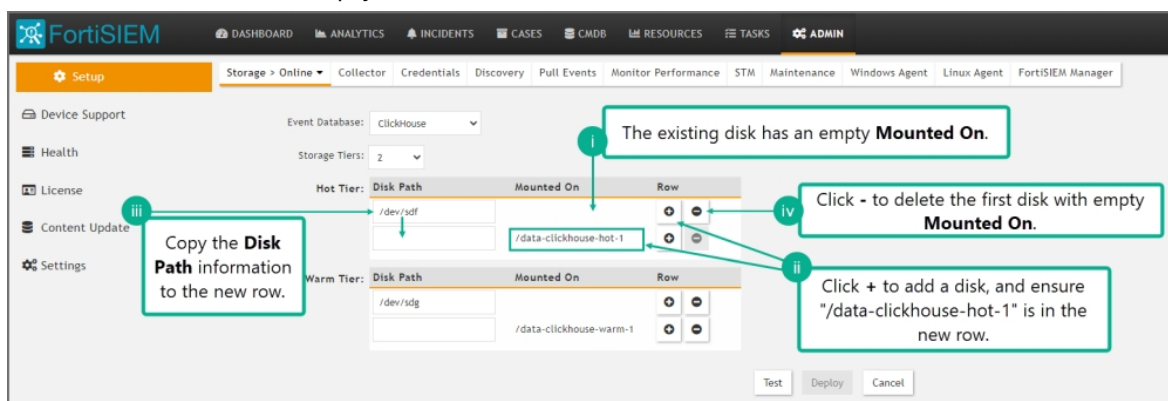 FortiSIEM
DASHBOARD ANALYTICS INCIDENTS CASES CMDB RESOURCES TASKS ADMIN
Setup
Storage > Online Collector Credentials Discovery Pull Events Monitor Performance STM Maintenance Windows Agent Linux Agent FortiSIEM Manager
Device Support
Health
License
Content Update
Settings
Event Database: ClickHouse
Storage Tiers: 2
i
The existing disk has an empty Mounted On.
Hot Tier: Disk Path Mounted On Row
/dev/sdf
/data-clickhouse-hot-1
iii
Copy the Disk
Path information
to the new row.
iv
Click - to delete the first disk with empty
Mounted On.
ii
Click + to add a disk, and ensure
"/data-clickhouse-hot-1" is in the
new row.
Warm Tier: Disk Path Mounted On Row
/dev/sdg
/data-clickhouse-warm-1
Test Deploy Cancel